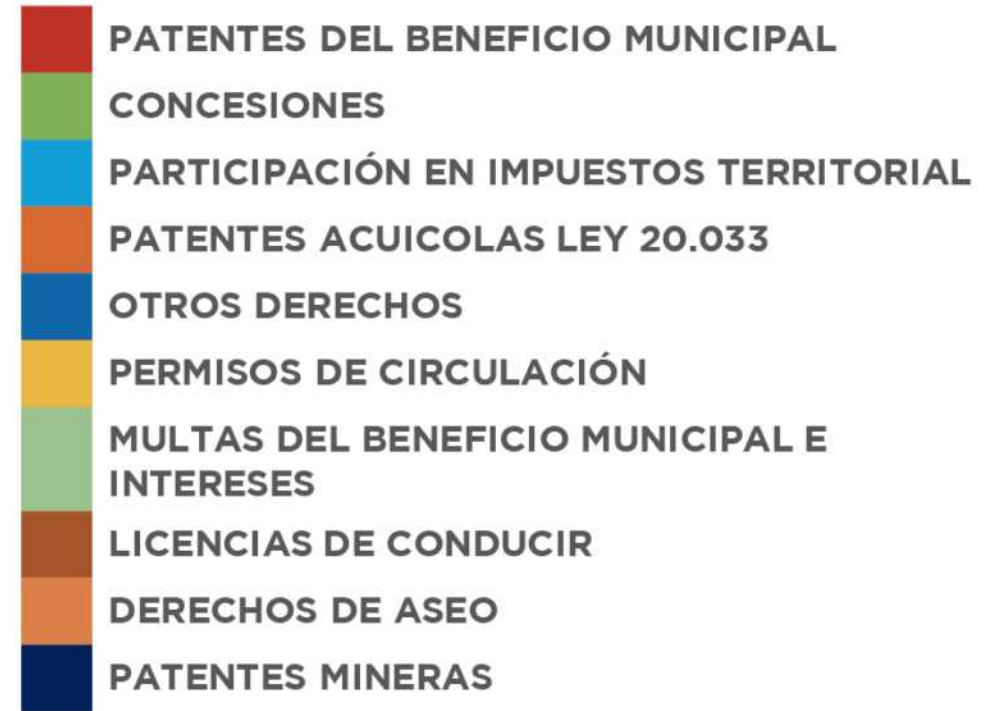 PATENTES DEL BENEFICIO MUNICIPAL
CONCESIONES
PARTICIPACIÓN EN IMPUESTOS TERRITORIAL
PATENTES ACUICOLAS LEY 20.033
OTROS DERECHOS
PERMISOS DE CIRCULACIÓN
MULTAS DEL BENEFICIO MUNICIPAL E
INTERESES
LICENCIAS DE CONDUCIR
DERECHOS DE ASEO
PATENTES MINERAS